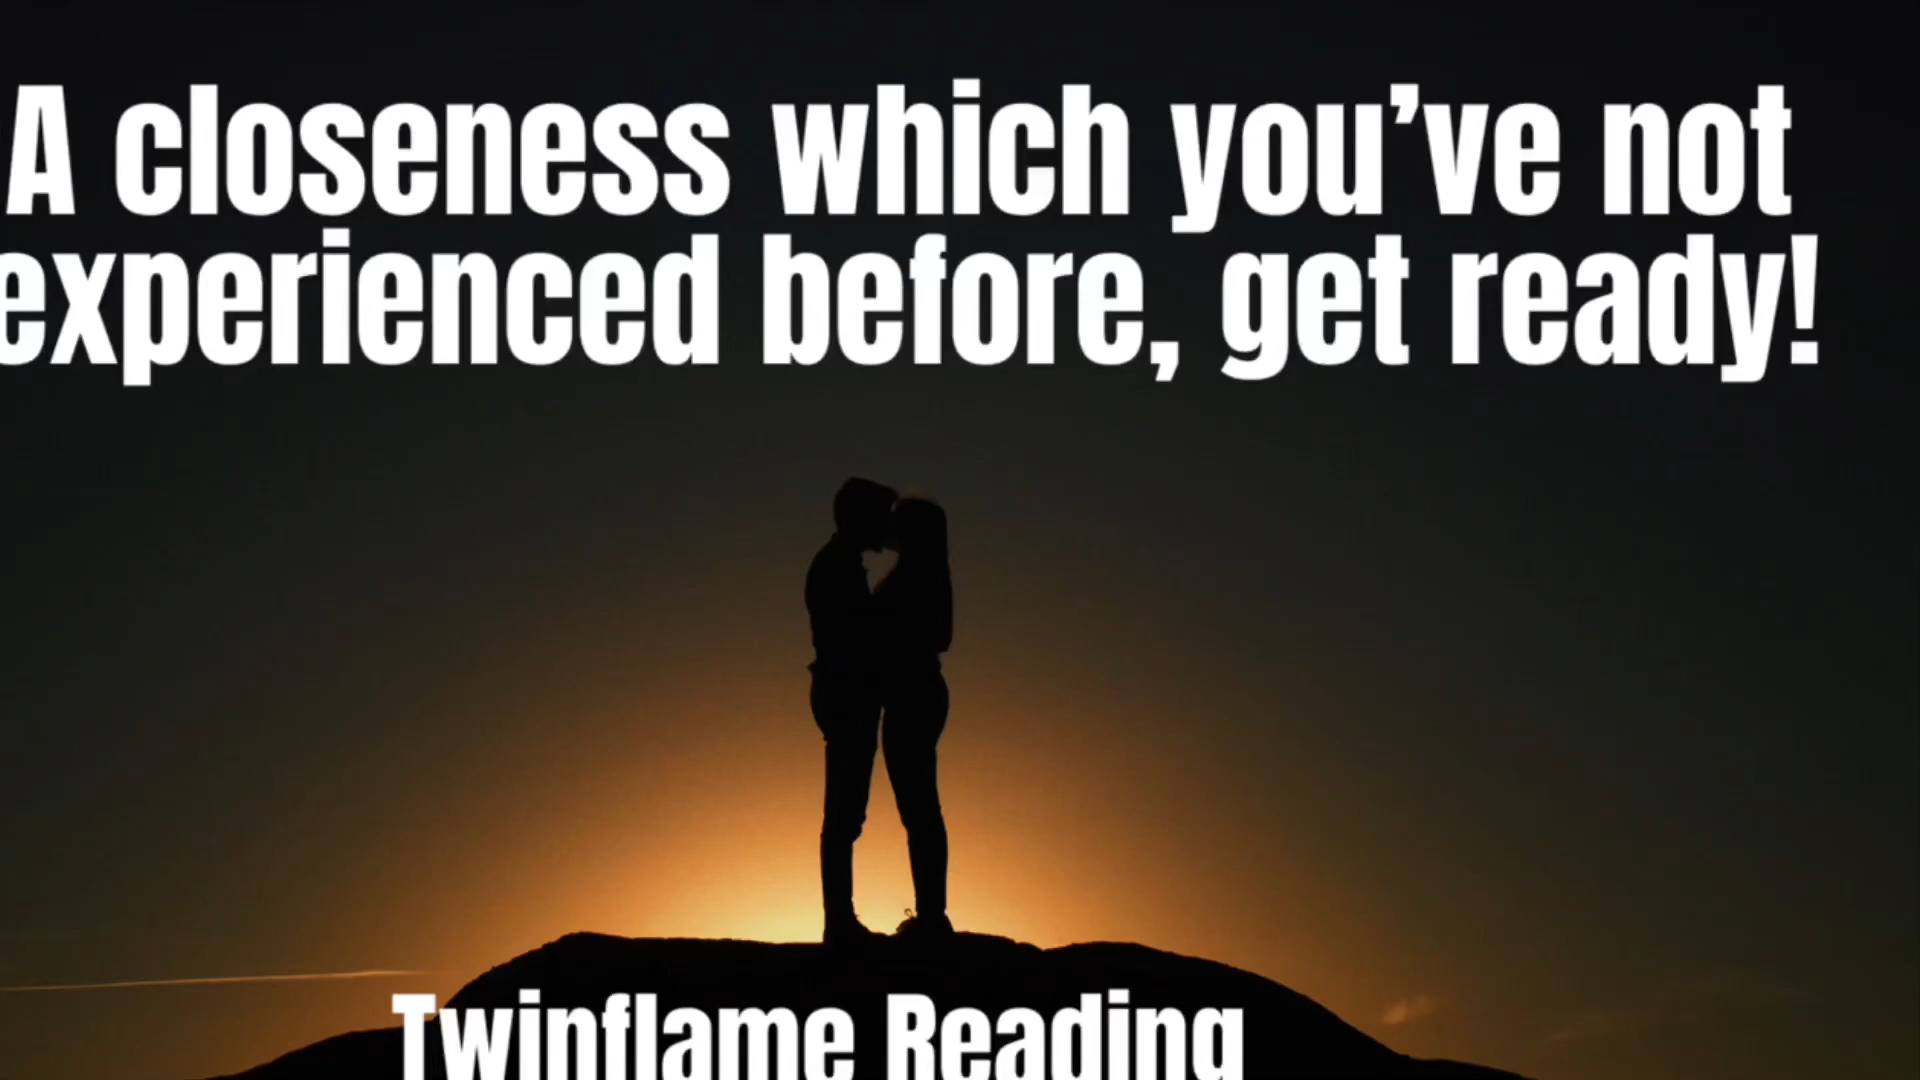 A closeness which you’ve not
experienced before, get ready!
Twinflame Reading